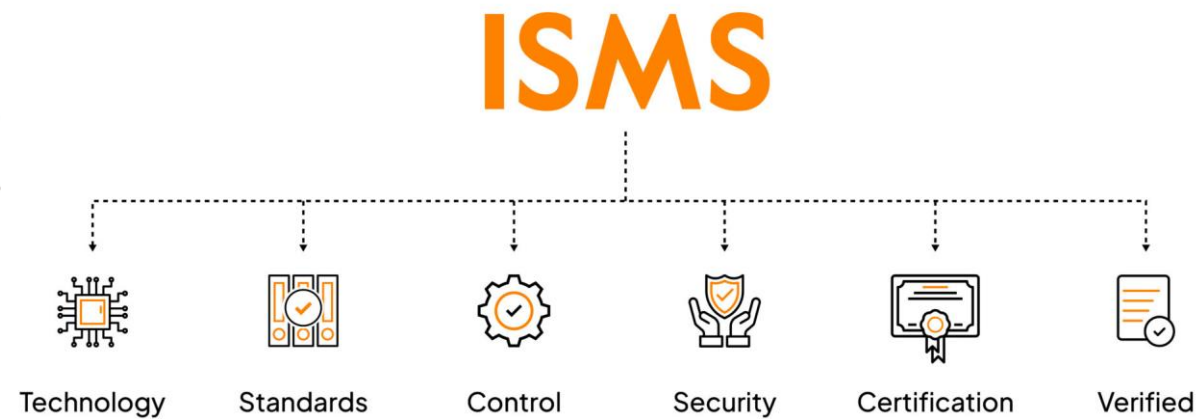 ISMS
Technology
Standards
Control
Security
Certification
Verified